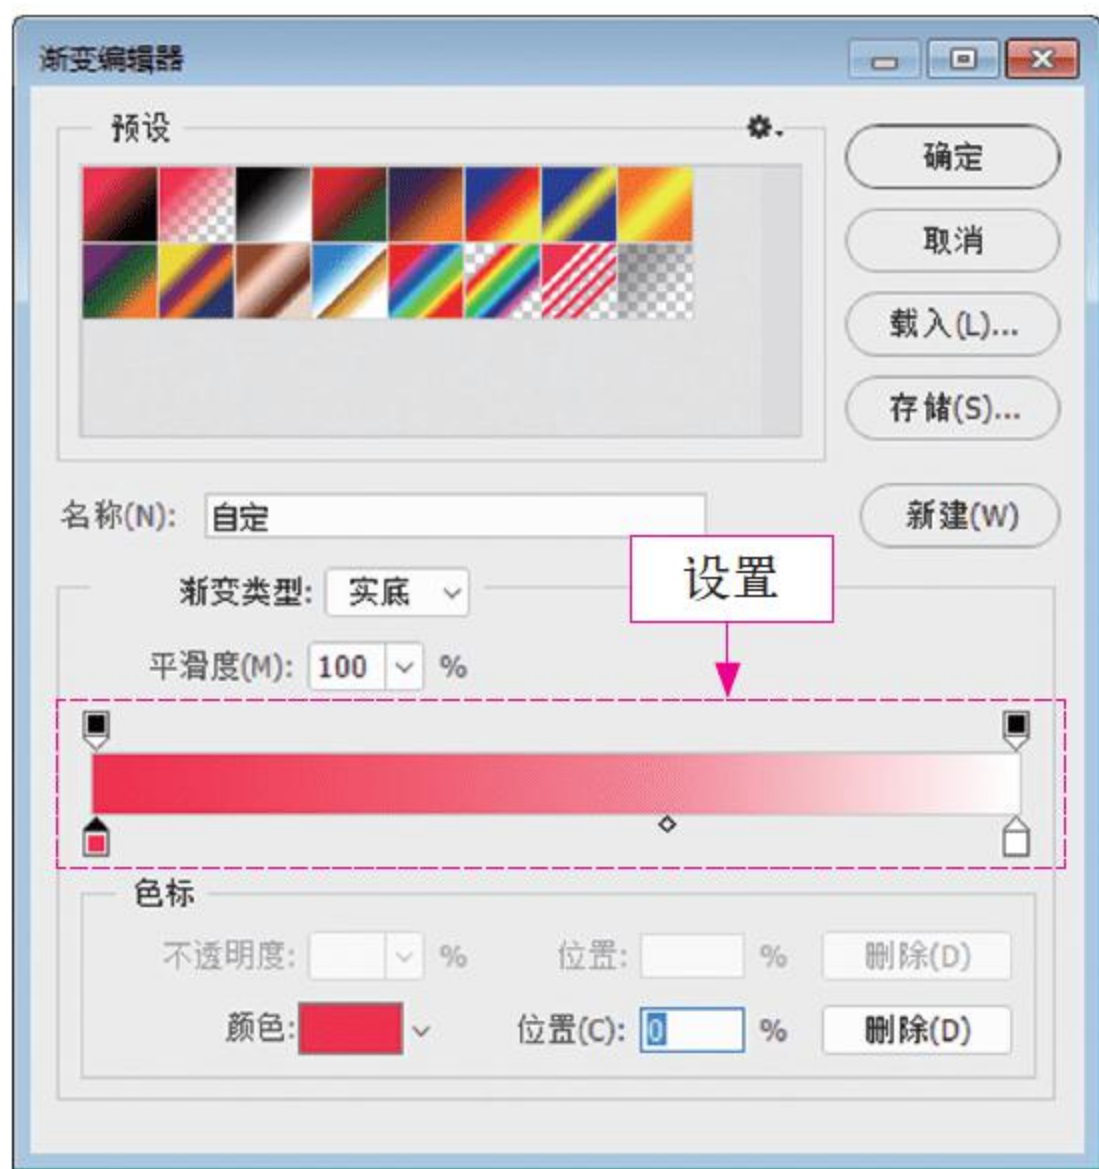 渐变编辑器
预设
确定
取消
载入(L)...
存储(S)...
名称(N): 自定
新建(W)
设置
渐变类型: 实底
平滑度(M): 100 %
色标
不透明度: % 位置: % 删除(D)
颜色: 位置(C): 0 % 删除(D)